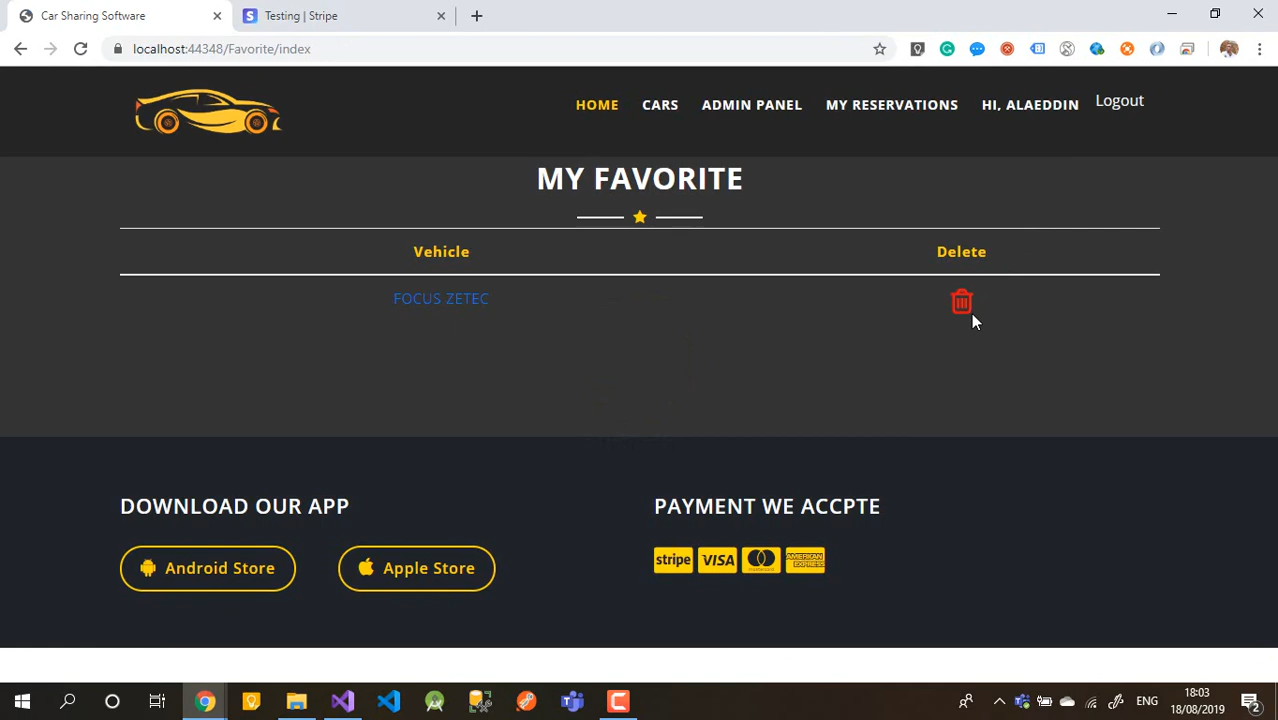 Car Sharing Software
Testing | Stripe
localhost:44348/Favorite/index
HOME CARS ADMIN PANEL MY RESERVATIONS HI, ALAEDDIN Logout
MY FAVORITE
Vehicle Delete
FOCUS ZETEC
DOWNLOAD OUR APP
Android Store Apple Store
PAYMENT WE ACCPTE
stripe VISA mastercard AMERICAN EXPRESS
ENG
18:03
18/08/2019
2